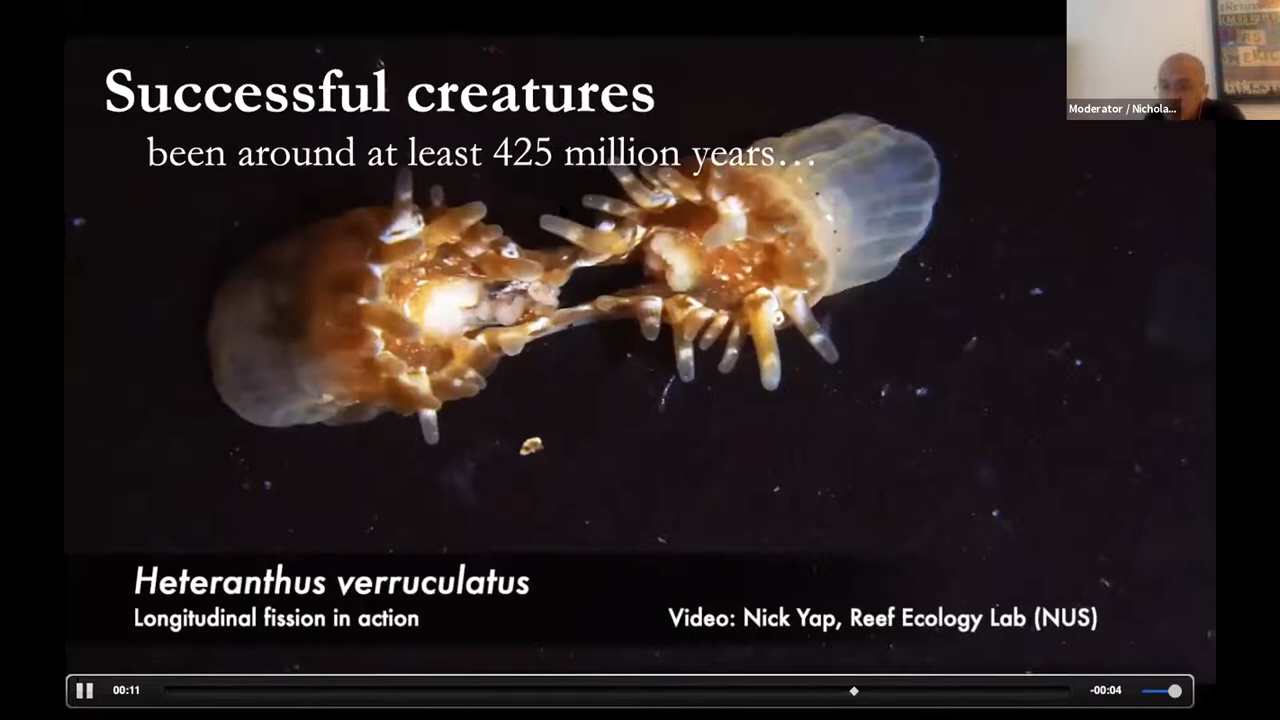 Successful creatures
been around at least 425 million years...
Moderator / Nichola...
Heteranthus verruculatus
Longitudinal fission in action
Video: Nick Yap, Reef Ecology Lab (NUS)
00:11
-00:04